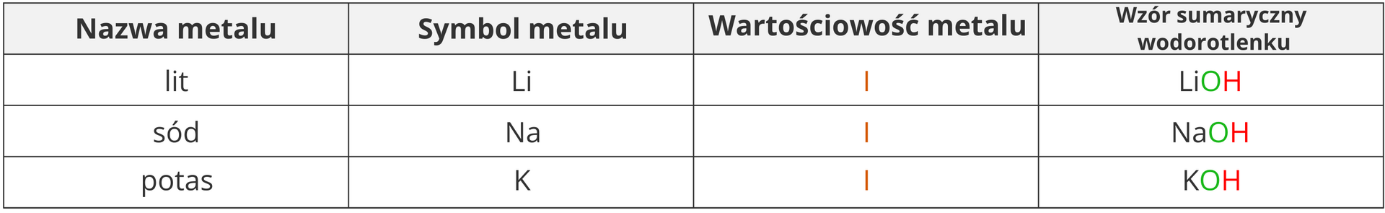 Nazwa metalu Symbol metalu Wartościowość metalu Wzór sumaryczny
wodorotlenku
lit Li I LiOH
sód Na I NaOH
potas K I KOH